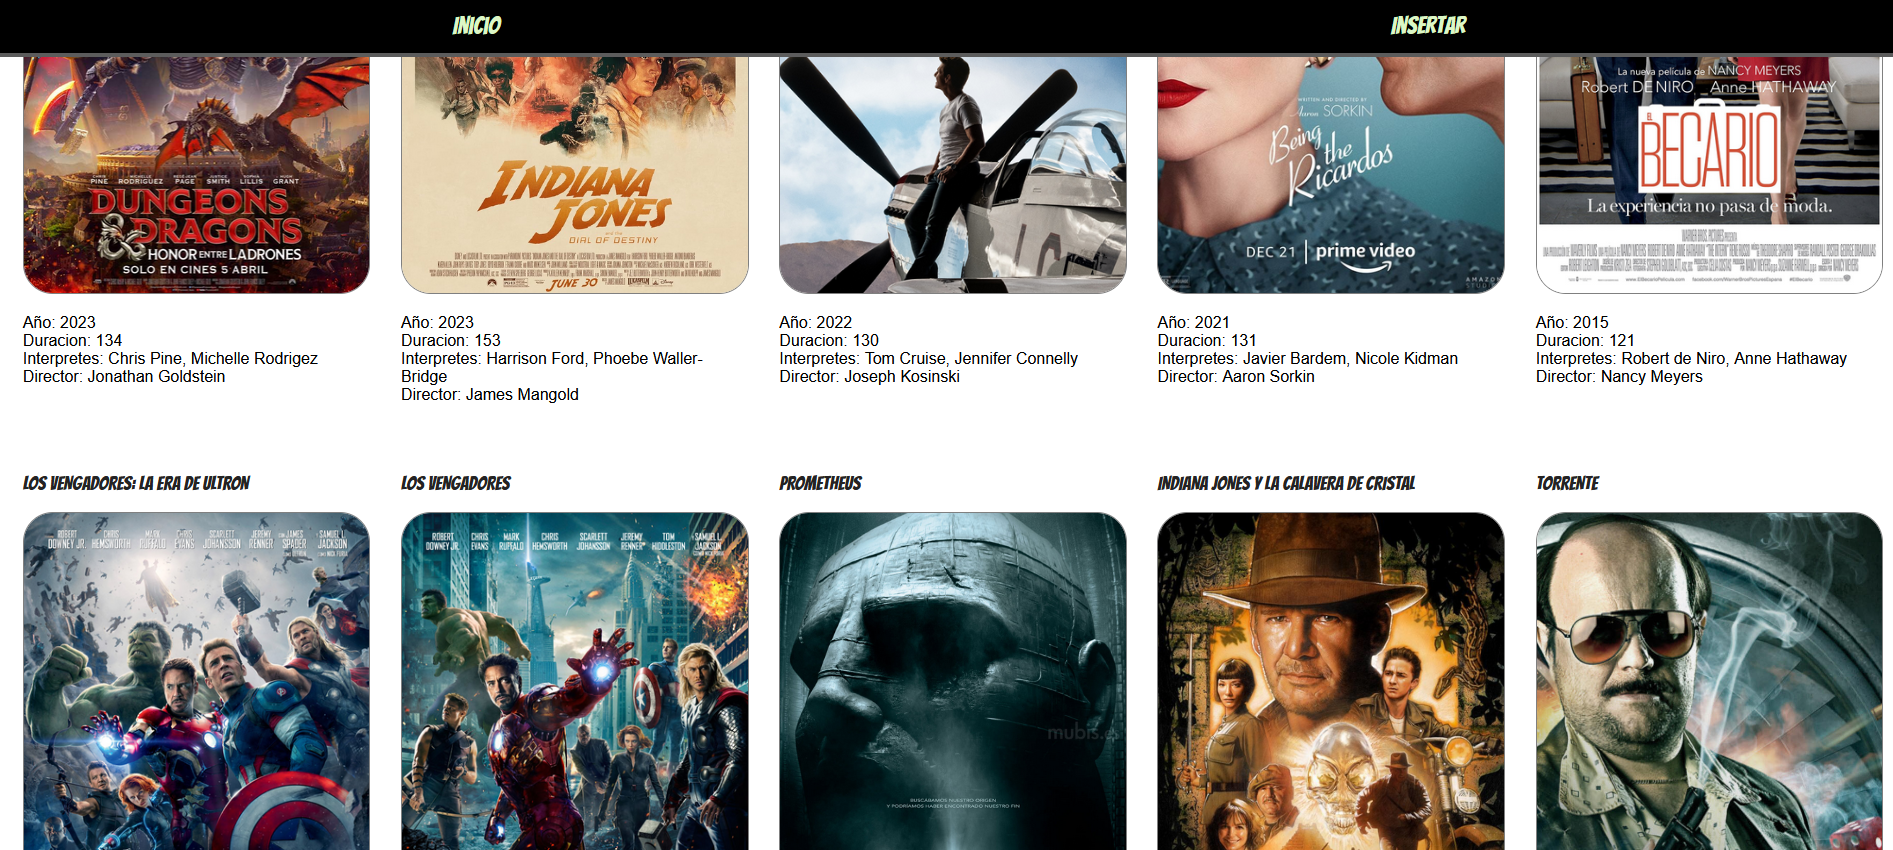 INICIO
INSERTAR
CHRIS PINE MICHELLE RODRIGUEZ REGÉ-JEAN PAGE JUSTICE SMITH SOPHIA LILLIS HUGH GRANT
DUNGEONS
& DRAGONS
HONOR ENTRE LADRONES
SOLO EN CINES 5 ABRIL
INDIANA
JONES
and the
DIAL OF DESTINY
JUNE 30
WRITTEN AND DIRECTED BY
Aaron SORKIN
Being
the
Ricardos
DEC 21 | prime video
AMAZON
STUDIOS
La nueva película de NANCY MEYERS
Robert DE NIRO Anne HATHAWAY
EL
BECARIO
La experiencia no pasa de moda.
Año: 2023
Duracion: 134
Interpretes: Chris Pine, Michelle Rodrigez
Director: Jonathan Goldstein
Año: 2023
Duracion: 153
Interpretes: Harrison Ford, Phoebe Waller-
Bridge
Director: James Mangold
Año: 2022
Duracion: 130
Interpretes: Tom Cruise, Jennifer Connelly
Director: Joseph Kosinski
Año: 2021
Duracion: 131
Interpretes: Javier Bardem, Nicole Kidman
Director: Aaron Sorkin
Año: 2015
Duracion: 121
Interpretes: Robert de Niro, Anne Hathaway
Director: Nancy Meyers
LOS VENGADORES: LA ERA DE ULTRON
LOS VENGADORES
PROMETHEUS
INDIANA JONES Y LA CALAVERA DE CRISTAL
TORRENTE
ROBERT DOWNEY JR. CHRIS HEMSWORTH MARK RUFFALO CHRIS EVANS SCARLETT JOHANSSON JEREMY RENNER JAMES SPADER SAMUEL L. JACKSON
ROBERT DOWNEY JR. CHRIS EVANS MARK RUFFALO CHRIS HEMSWORTH SCARLETT JOHANSSON JEREMY RENNER TOM HIDDLESTON SAMUEL L. JACKSON
mubis.es
BUSCÁBAMOS NUESTRO ORIGEN
Y PODRÍAMOS HABER ENCONTRADO NUESTRO FIN